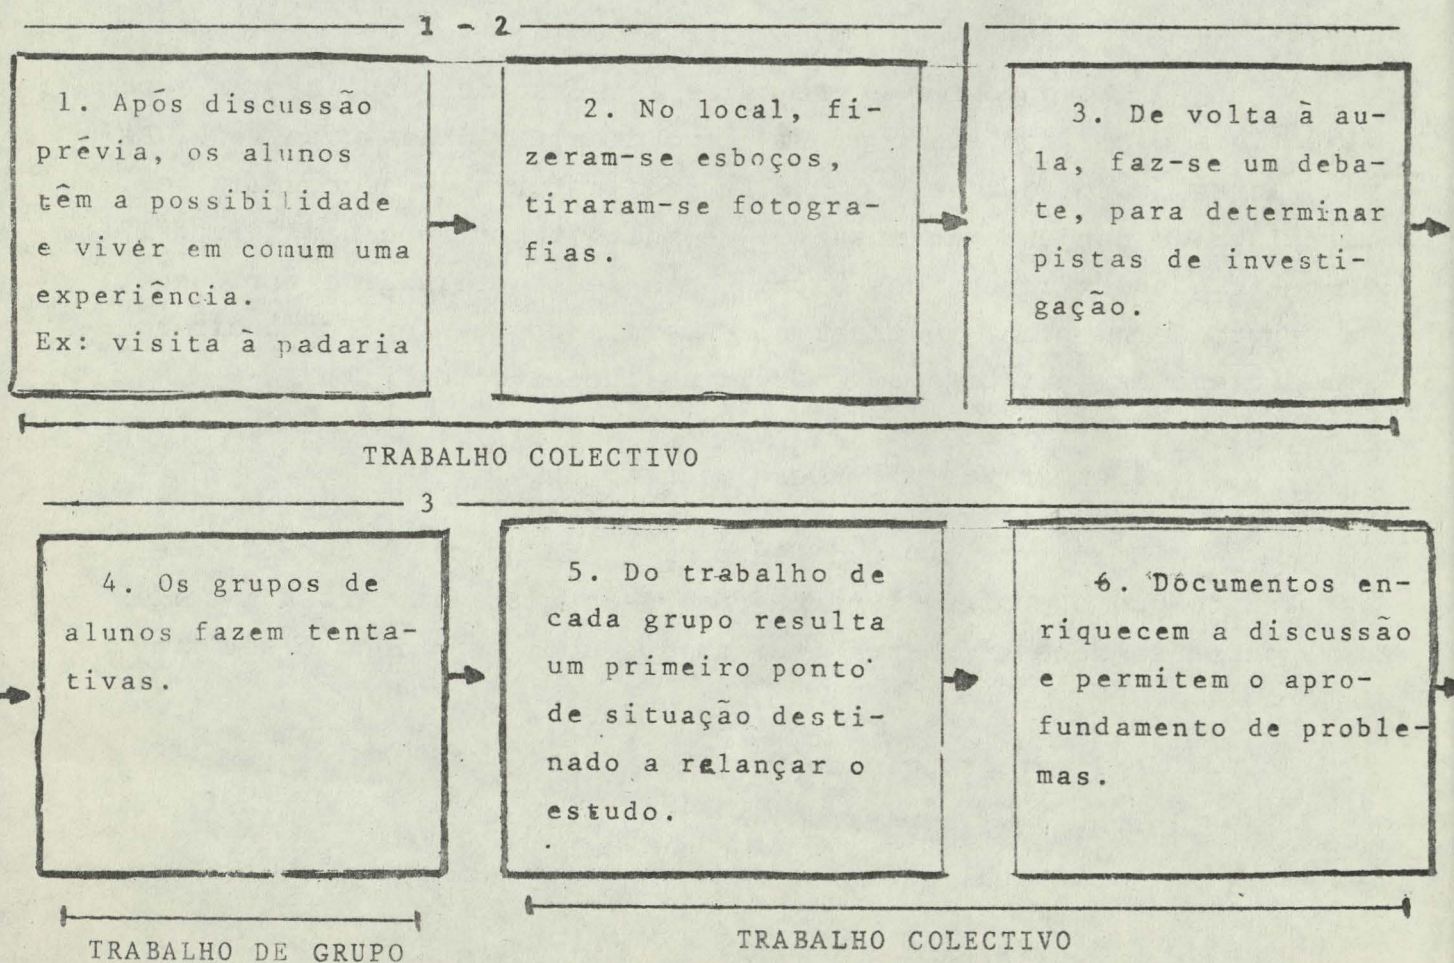 1 - 2
1. Após discussão
prévia, os alunos
têm a possibilidade
e viver em comum uma
experiência.
Ex: visita à padaria
2. No local, fi-
zeram-se esboços,
tiraram-se fotogra-
fias.
3. De volta à au-
la, faz-se um deba-
te, para determinar
pistas de investi-
gação.
TRABALHO COLECTIVO
3
4. Os grupos de
alunos fazem tenta-
tivas.
5. Do trabalho de
cada grupo resulta
um primeiro ponto
de situação desti-
nado a relançar o
estudo.
6. Documentos en-
riquecem a discussão
e permitem o apro-
fundamento de proble-
mas.
TRABALHO DE GRUPO
TRABALHO COLECTIVO